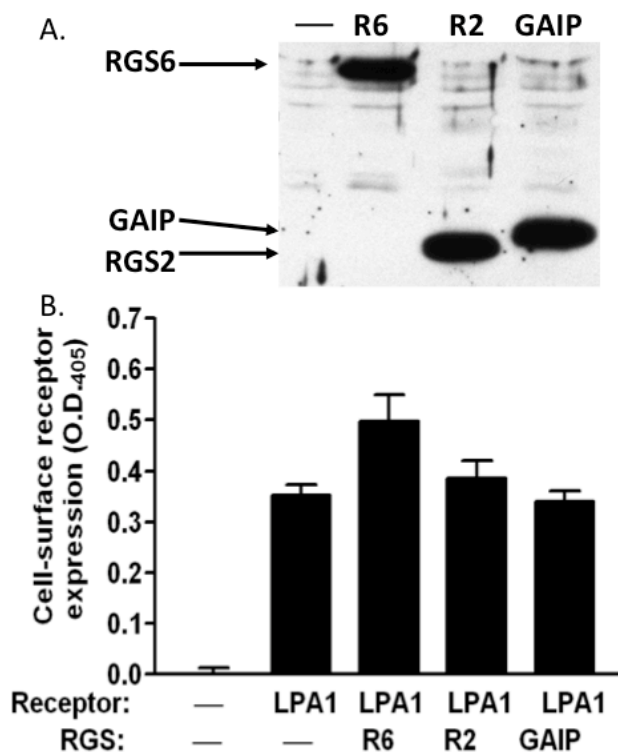 A.
— R6 R2 GAIP
RGS6
GAIP
RGS2
B.
Cell-surface receptor
expression (O.D.405)
0.7
0.6
0.5
0.4
0.3
0.2
0.1
0.0
Receptor: — LPA1 LPA1 LPA1 LPA1
RGS: — — R6 R2 GAIP